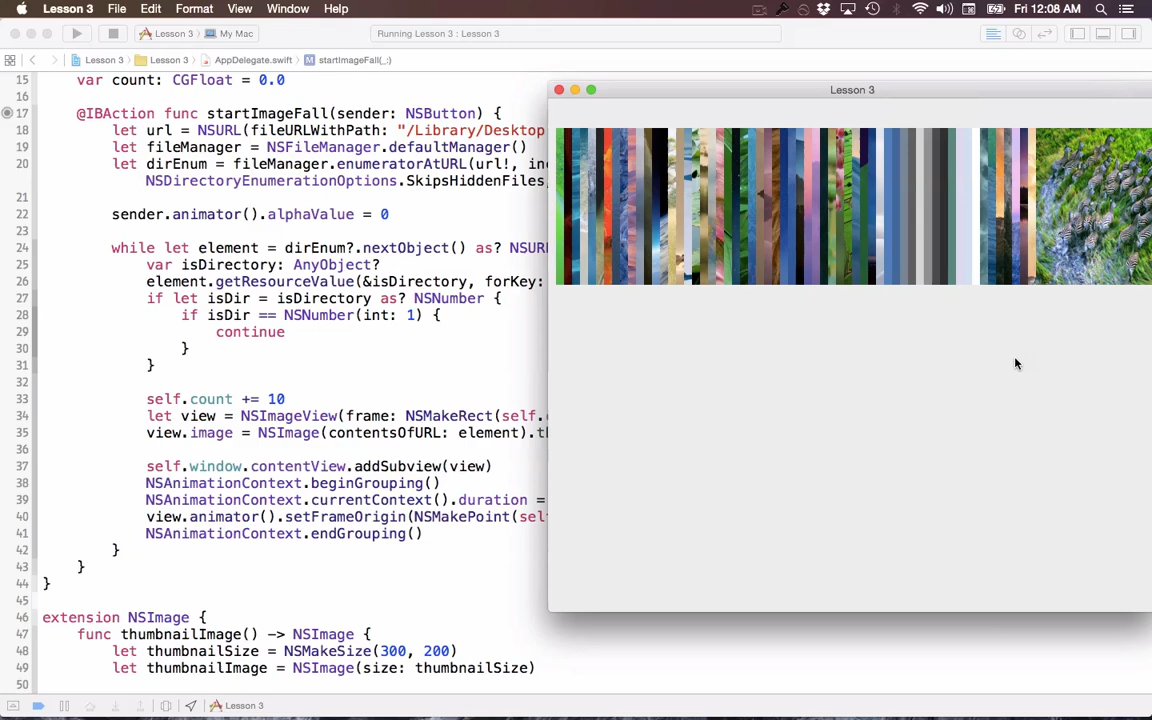 Lesson 3 File Edit Format View Window Help Fri 12:08 AM
Lesson 3 My Mac Running Lesson 3 : Lesson 3
Lesson 3 Lesson 3 AppDelegate.swift M startImageFall(_:)
15 var count: CGFloat = 0.0
16
17 @IBAction func startImageFall(sender: NSButton) {
18 let url = NSURL(fileURLWithPath: "/Library/Desktop
19 let fileManager = NSFileManager.defaultManager()
20 let dirEnum = fileManager.enumeratorAtURL(url!, in
NSDirectoryEnumerationOptions.SkipsHiddenFiles,
21
22 sender.animator().alphaValue = 0
23
24 while let element = dirEnum?.nextObject() as? NSUR
25 var isDirectory: AnyObject?
26 element.getResourceValue(&isDirectory, forKey:
27 if let isDir = isDirectory as? NSNumber {
28 if isDir == NSNumber(int: 1) {
29 continue
30 }
31 }
32
33 self.count += 10
34 let view = NSImageView(frame: NSMakeRect(self.
35 view.image = NSImage(contentsOfURL: element).th
36
37 self.window.contentView.addSubview(view)
38 NSAnimationContext.beginGrouping()
39 NSAnimationContext.currentContext().duration =
40 view.animator().setFrameOrigin(NSMakePoint(sel
41 NSAnimationContext.endGrouping()
42 }
43 }
44 }
45
46 extension NSImage {
47 func thumbnailImage() -> NSImage {
48 let thumbnailSize = NSMakeSize(300, 200)
49 let thumbnailImage = NSImage(size: thumbnailSize)
50
Lesson 3
Lesson 3